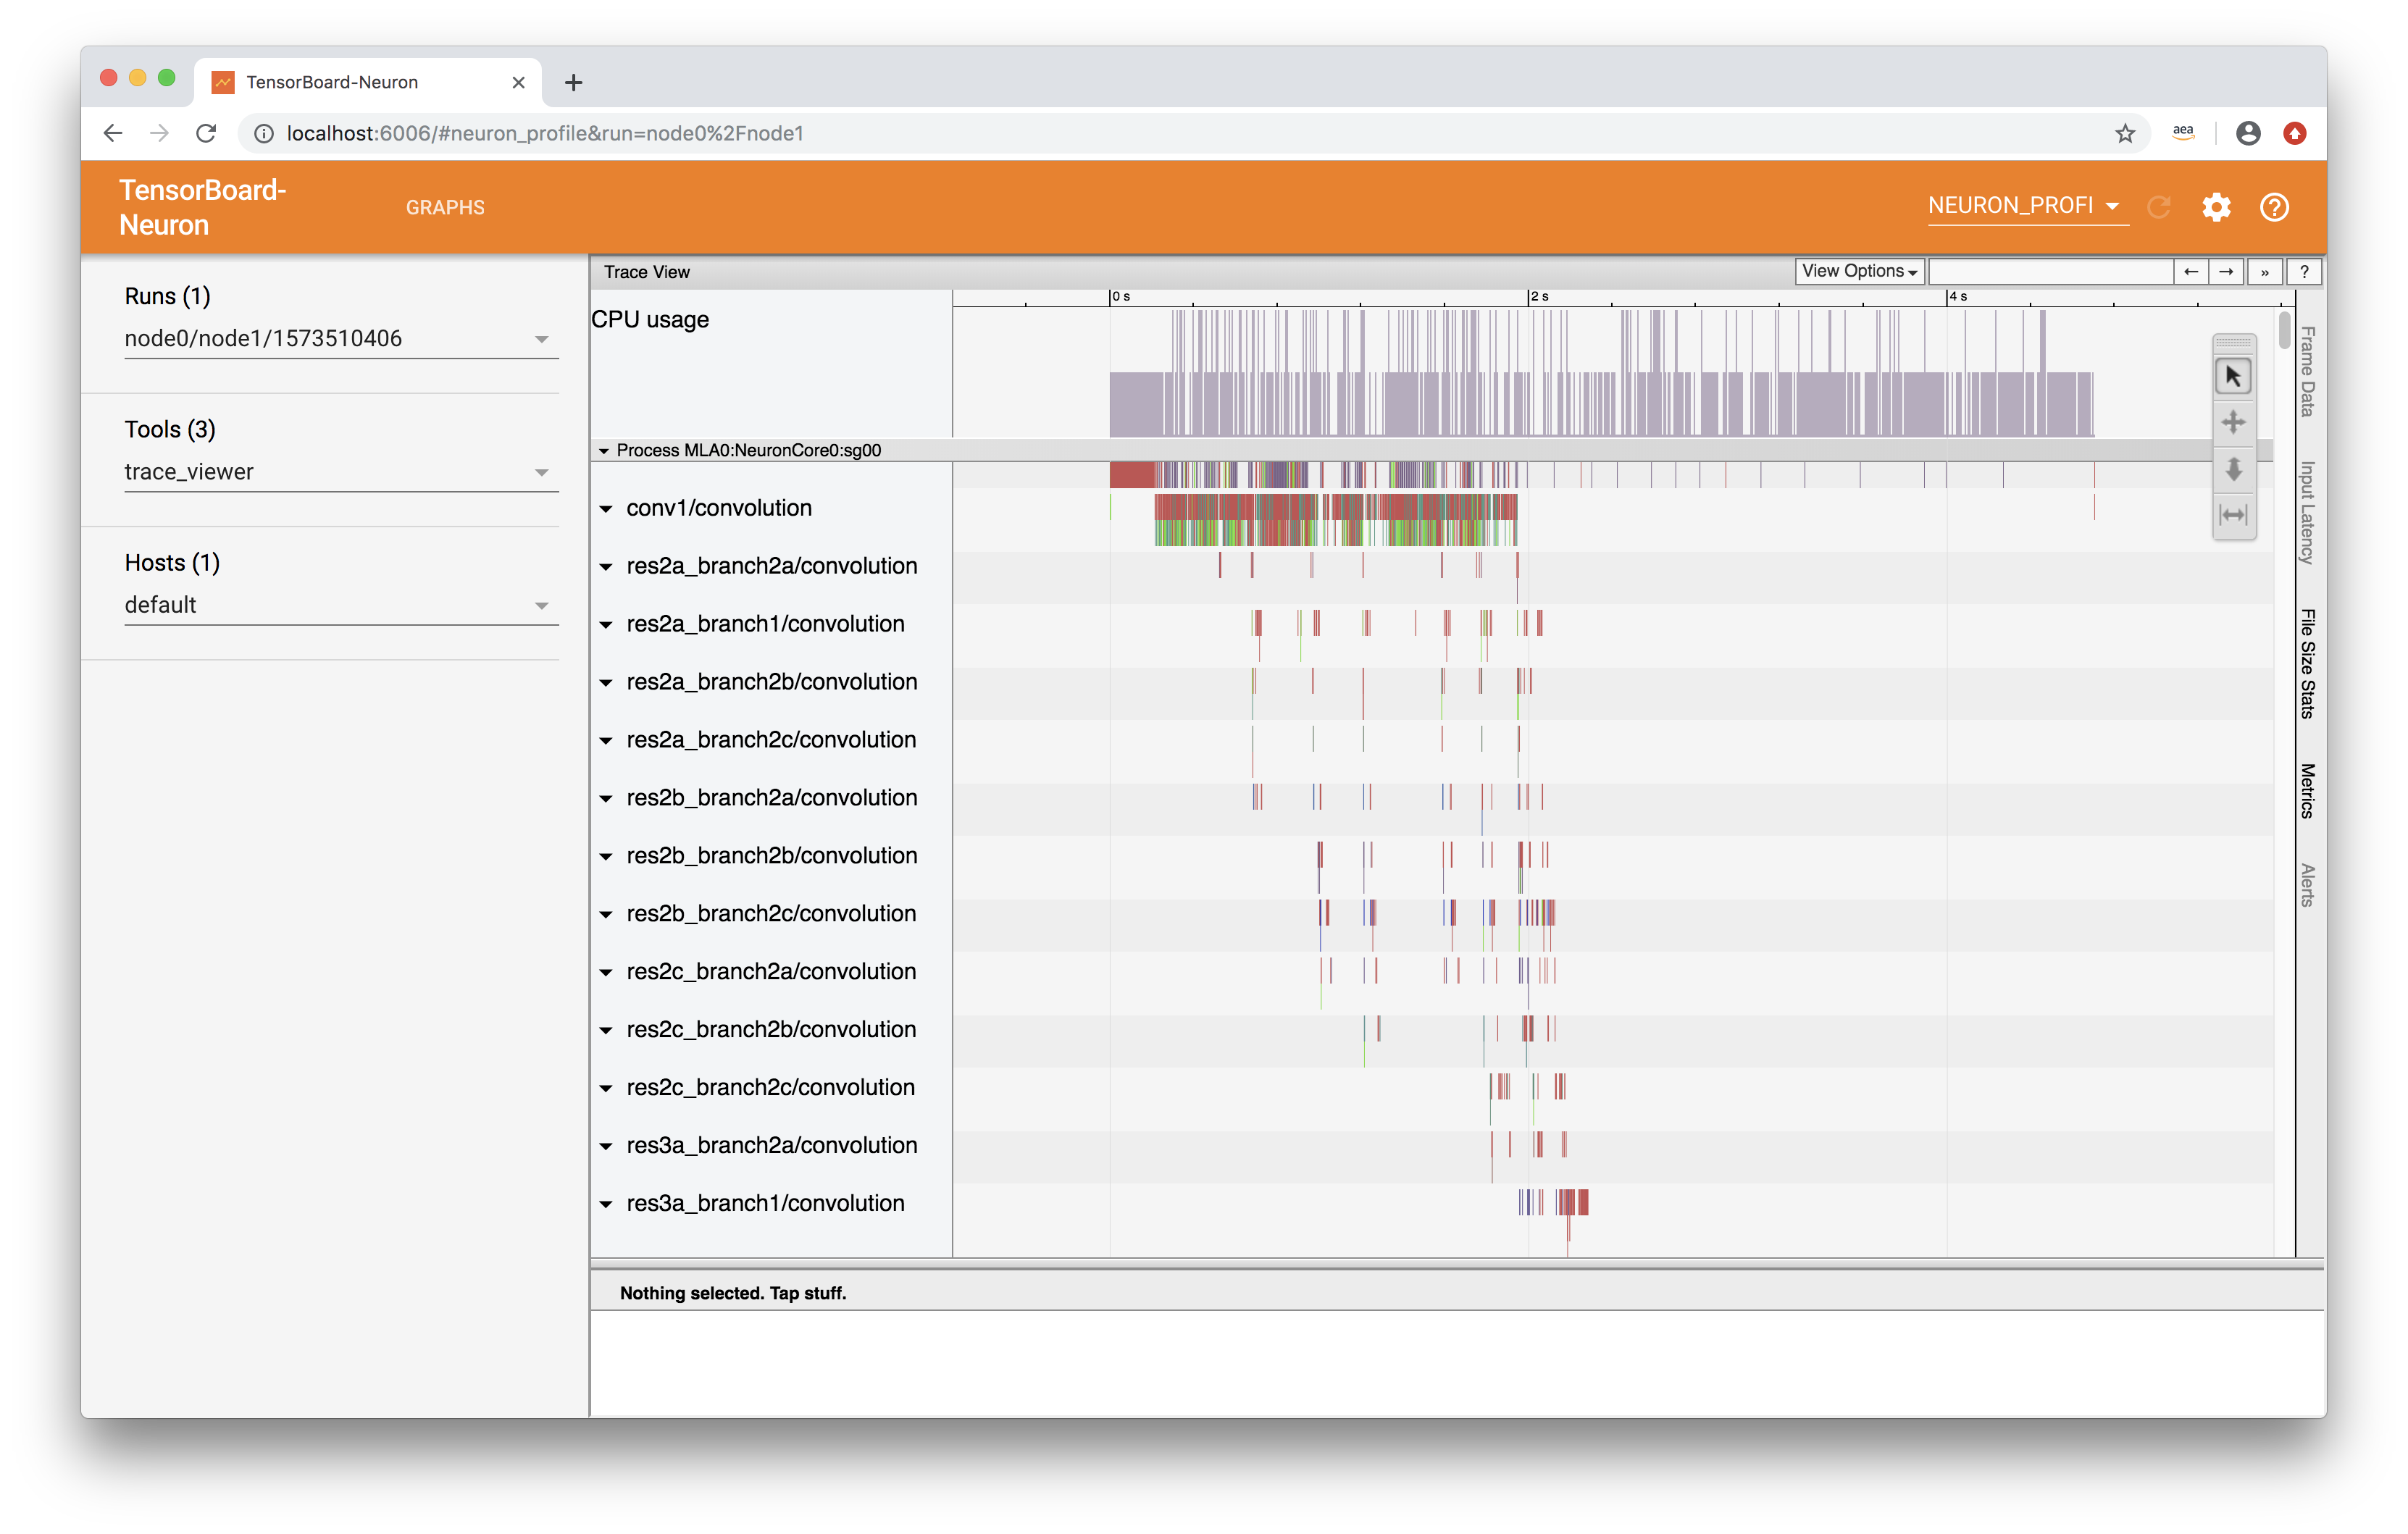 TensorBoard-Neuron
localhost:6006/#neuron_profile&run=node0%2Fnode1
aea
TensorBoard-
Neuron
GRAPHS
NEURON_PROFI
Runs (1)
node0/node1/1573510406
Tools (3)
trace_viewer
Hosts (1)
default
Trace View
View Options
← → » ?
0 s
2 s
4 s
CPU usage
Process MLA0:NeuronCore0:sg00
conv1/convolution
res2a_branch2a/convolution
res2a_branch1/convolution
res2a_branch2b/convolution
res2a_branch2c/convolution
res2b_branch2a/convolution
res2b_branch2b/convolution
res2b_branch2c/convolution
res2c_branch2a/convolution
res2c_branch2b/convolution
res2c_branch2c/convolution
res3a_branch2a/convolution
res3a_branch1/convolution
Frame Data
Input Latency
File Size Stats
Metrics
Alerts
Nothing selected. Tap stuff.